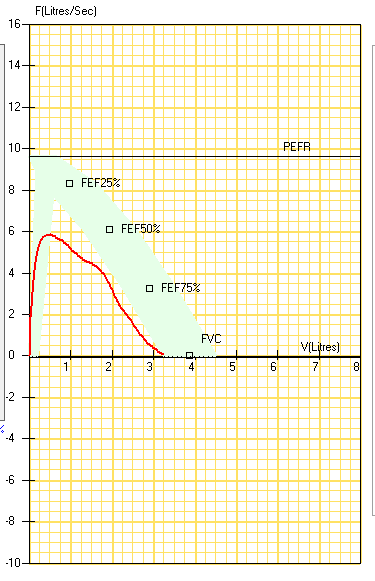 F(Litres/Sec)
16
14
12
10
PEFR
8
FEF25%
6
FEF50%
4
FEF75%
2
FVC
0
V(Litres)
1 2 3 4 5 6 7 8
-2
-4
%
-6
-8
-10